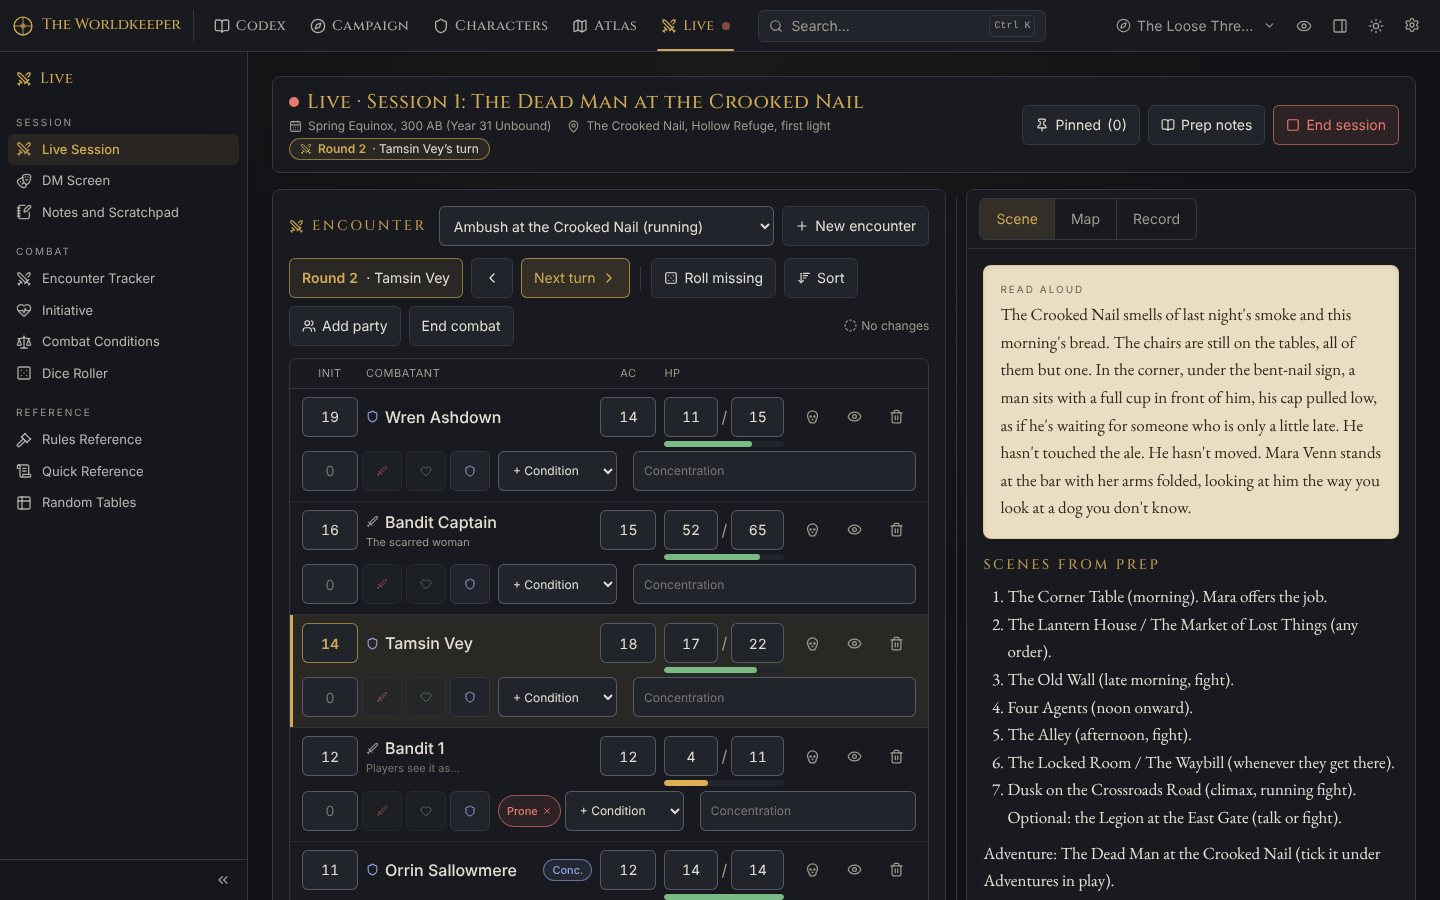 The Worldkeeper
Codex
Campaign
Characters
Atlas
Live
Search...
Ctrl K
The Loose Thre...
Live
SESSION
Live Session
DM Screen
Notes and Scratchpad
COMBAT
Encounter Tracker
Initiative
Combat Conditions
Dice Roller
REFERENCE
Rules Reference
Quick Reference
Random Tables
Live · Session 1: The Dead Man at the Crooked Nail
Spring Equinox, 300 AB (Year 31 Unbound)
The Crooked Nail, Hollow Refuge, first light
Round 2 · Tamsin Vey's turn
Pinned (0)
Prep notes
End session
ENCOUNTER
Ambush at the Crooked Nail (running)
New encounter
Round 2 · Tamsin Vey
Next turn
Roll missing
Sort
Add party
End combat
No changes
INIT COMBATANT AC HP
19 Wren Ashdown 14 11 / 15
0 + Condition Concentration
16 Bandit Captain 15 52 / 65
The scarred woman
0 + Condition Concentration
14 Tamsin Vey 18 17 / 22
0 + Condition Concentration
12 Bandit 1 12 4 / 11
Players see it as...
0 Prone × + Condition Concentration
11 Orrin Sallowmere Conc. 12 14 / 14
Scene
Map
Record
READ ALOUD
The Crooked Nail smells of last night's smoke and this
morning's bread. The chairs are still on the tables, all of
them but one. In the corner, under the bent-nail sign, a
man sits with a full cup in front of him, his cap pulled low,
as if he's waiting for someone who is only a little late. He
hasn't touched the ale. He hasn't moved. Mara Venn stands
at the bar with her arms folded, looking at him the way you
look at a dog you don't know.
SCENES FROM PREP
1. The Corner Table (morning). Mara offers the job.
2. The Lantern House / The Market of Lost Things (any
order).
3. The Old Wall (late morning, fight).
4. Four Agents (noon onward).
5. The Alley (afternoon, fight).
6. The Locked Room / The Waybill (whenever they get there).
7. Dusk on the Crossroads Road (climax, running fight).
Optional: the Legion at the East Gate (talk or fight).
Adventure: The Dead Man at the Crooked Nail (tick it under
Adventures in play).